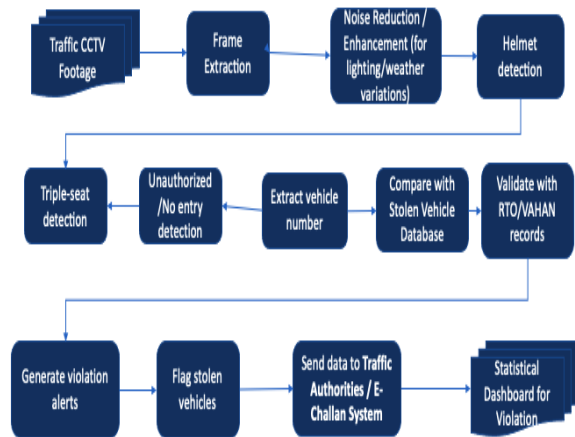 Traffic CCTV
Footage
Frame
Extraction
Noise Reduction /
Enhancement (for
lighting/weather
variations)
Helmet
detection
Triple-seat
detection
Unauthorized
/No entry
detection
Extract vehicle
number
Compare with
Stolen Vehicle
Database
Validate with
RTO/VAHAN
records
Generate violation
alerts
Flag stolen
vehicles
Send data to Traffic
Authorities / E-
Challan System
Statistical
Dashboard for
Violation